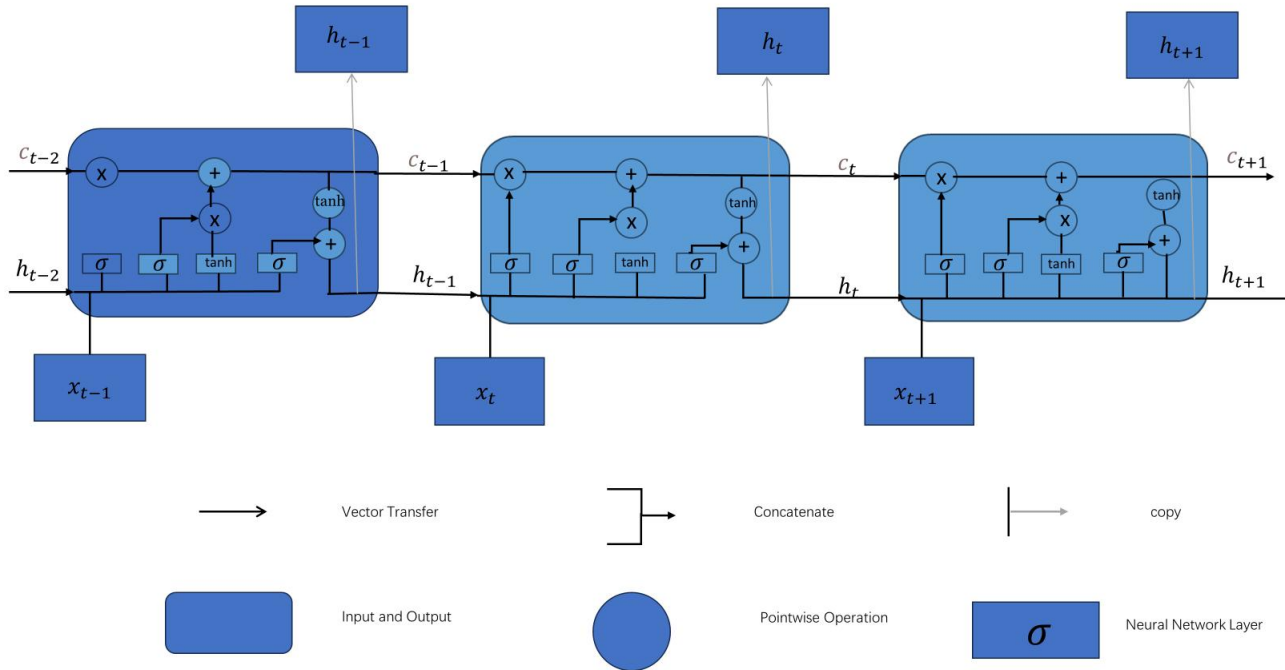 h_{t−1} h_t h_{t+1}
c_{t−2} x + c_{t−1} x + c_t x + c_{t+1}
tanh tanh tanh
x x x
+ + +
σ σ tanh σ σ σ tanh σ σ σ tanh σ
h_{t−2} h_{t−1} h_t h_{t+1}
x_{t−1} x_t x_{t+1}
Vector Transfer Concatenate copy
Input and Output Pointwise Operation σ Neural Network Layer